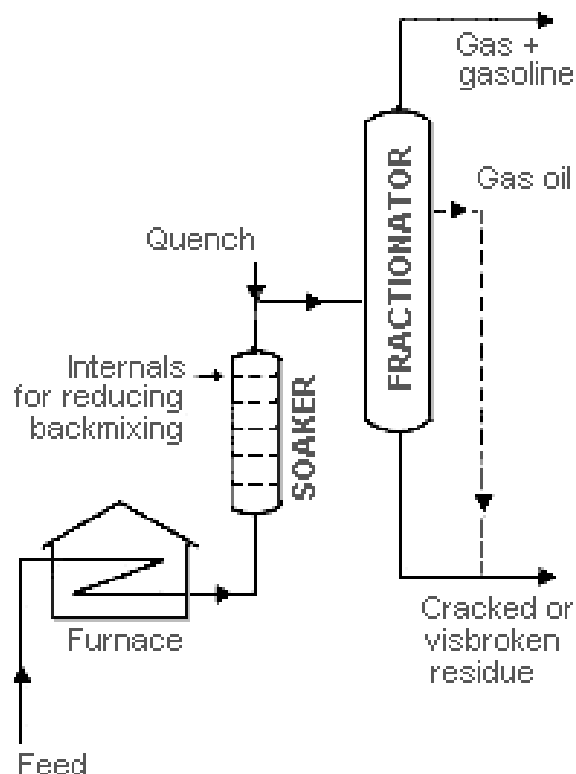 Gas +
gasoline
FRACTIONATOR
Gas oil
Quench
Internals
for reducing
backmixing
SOAKER
Furnace
Cracked or
visbroken
residue
Feed